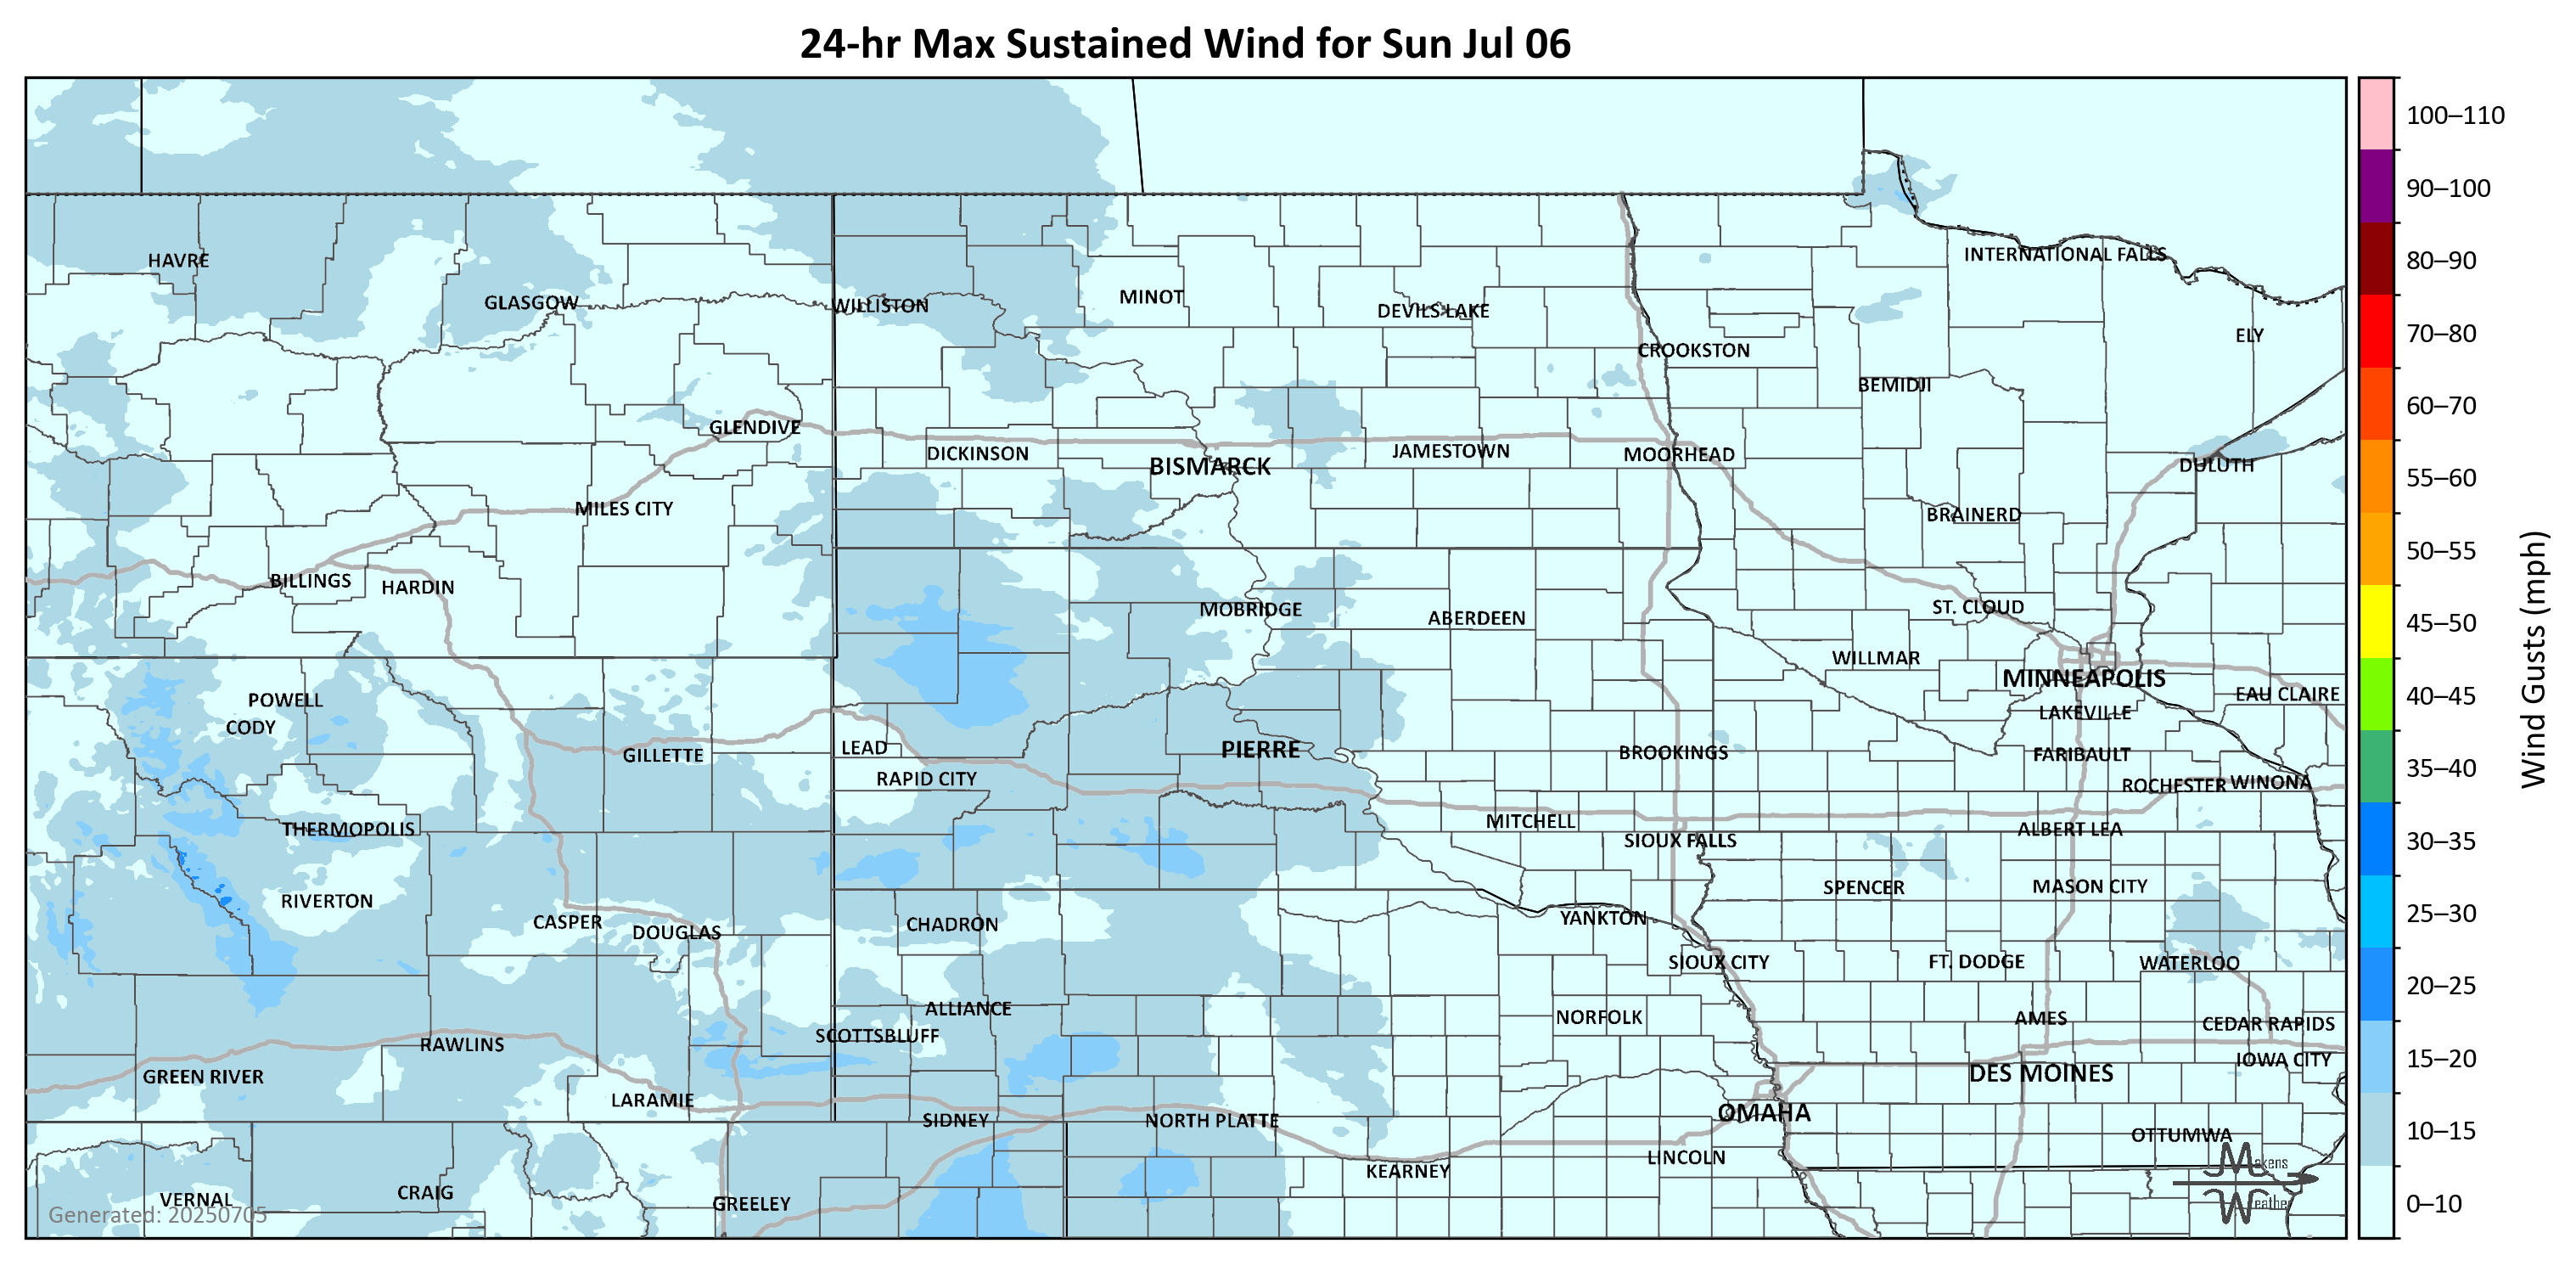 24-hr Max Sustained Wind for Sun Jul 06
100–110
90–100
80–90
70–80
60–70
55–60
50–55
45–50
40–45
35–40
30–35
25–30
20–25
15–20
10–15
0–10
Wind Gusts (mph)
HAVRE
GLASGOW
WILLISTON
MINOT
DEVILS LAKE
INTERNATIONAL FALLS
ELY
CROOKSTON
BEMIDJI
GLENDIVE
DICKINSON
BISMARCK
JAMESTOWN
MOORHEAD
DULUTH
MILES CITY
BRAINERD
BILLINGS
HARDIN
MOBRIDGE
ABERDEEN
ST. CLOUD
WILLMAR
MINNEAPOLIS
EAU CLAIRE
POWELL
CODY
LAKEVILLE
GILLETTE
LEAD
PIERRE
BROOKINGS
FARIBAULT
RAPID CITY
ROCHESTER
WINONA
THERMOPOLIS
MITCHELL
SIOUX FALLS
ALBERT LEA
RIVERTON
SPENCER
MASON CITY
CASPER
DOUGLAS
CHADRON
YANKTON
SIOUX CITY
FT. DODGE
WATERLOO
ALLIANCE
NORFOLK
AMES
CEDAR RAPIDS
SCOTTSBLUFF
RAWLINS
IOWA CITY
GREEN RIVER
DES MOINES
LARAMIE
SIDNEY
NORTH PLATTE
OMAHA
OTTUMWA
LINCOLN
KEARNEY
VERNAL
CRAIG
GREELEY
Generated: 20250705
Makens
Weather